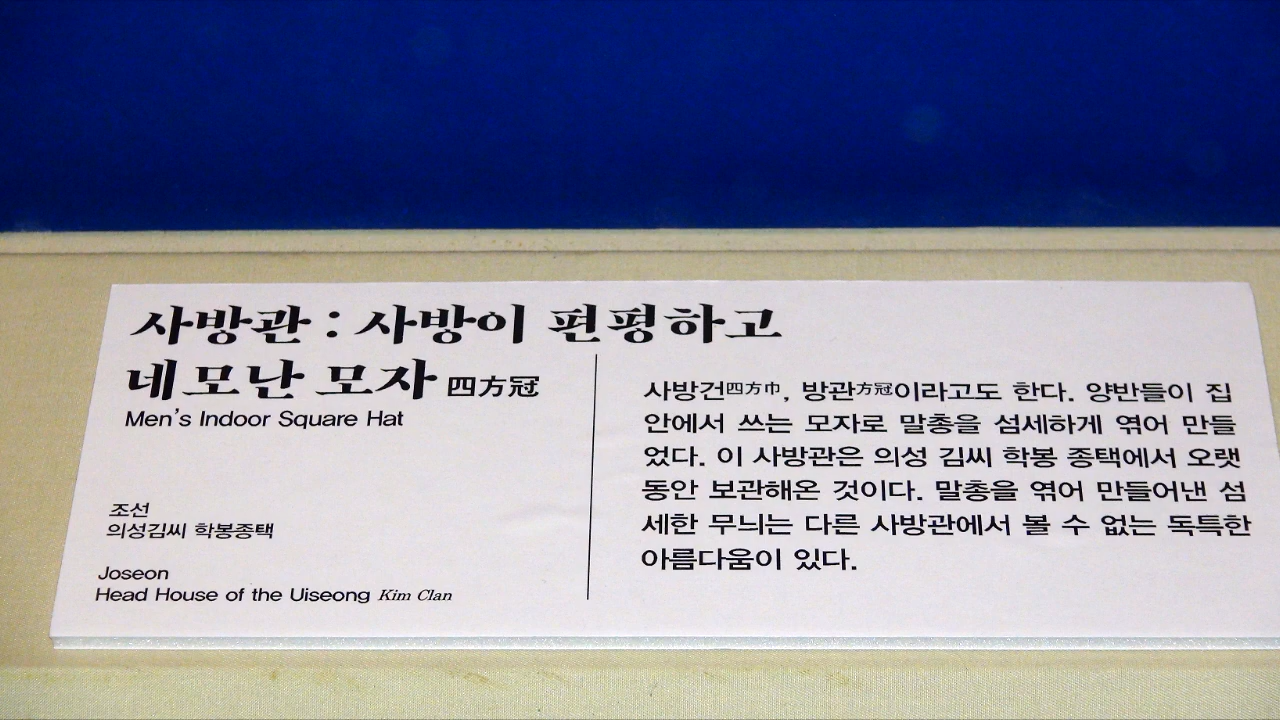 사방관 : 사방이 편평하고
네모난 모자 四方冠
Men's Indoor Square Hat
조선
의성김씨 학봉종택
Joseon
Head House of the Uiseong Kim Clan
사방건四方巾, 방관方冠이라고도 한다. 양반들이 집
안에서 쓰는 모자로 말총을 섬세하게 엮어 만들
었다. 이 사방관은 의성 김씨 학봉 종택에서 오랫
동안 보관해온 것이다. 말총을 엮어 만들어낸 섬
세한 무늬는 다른 사방관에서 볼 수 없는 독특한
아름다움이 있다.